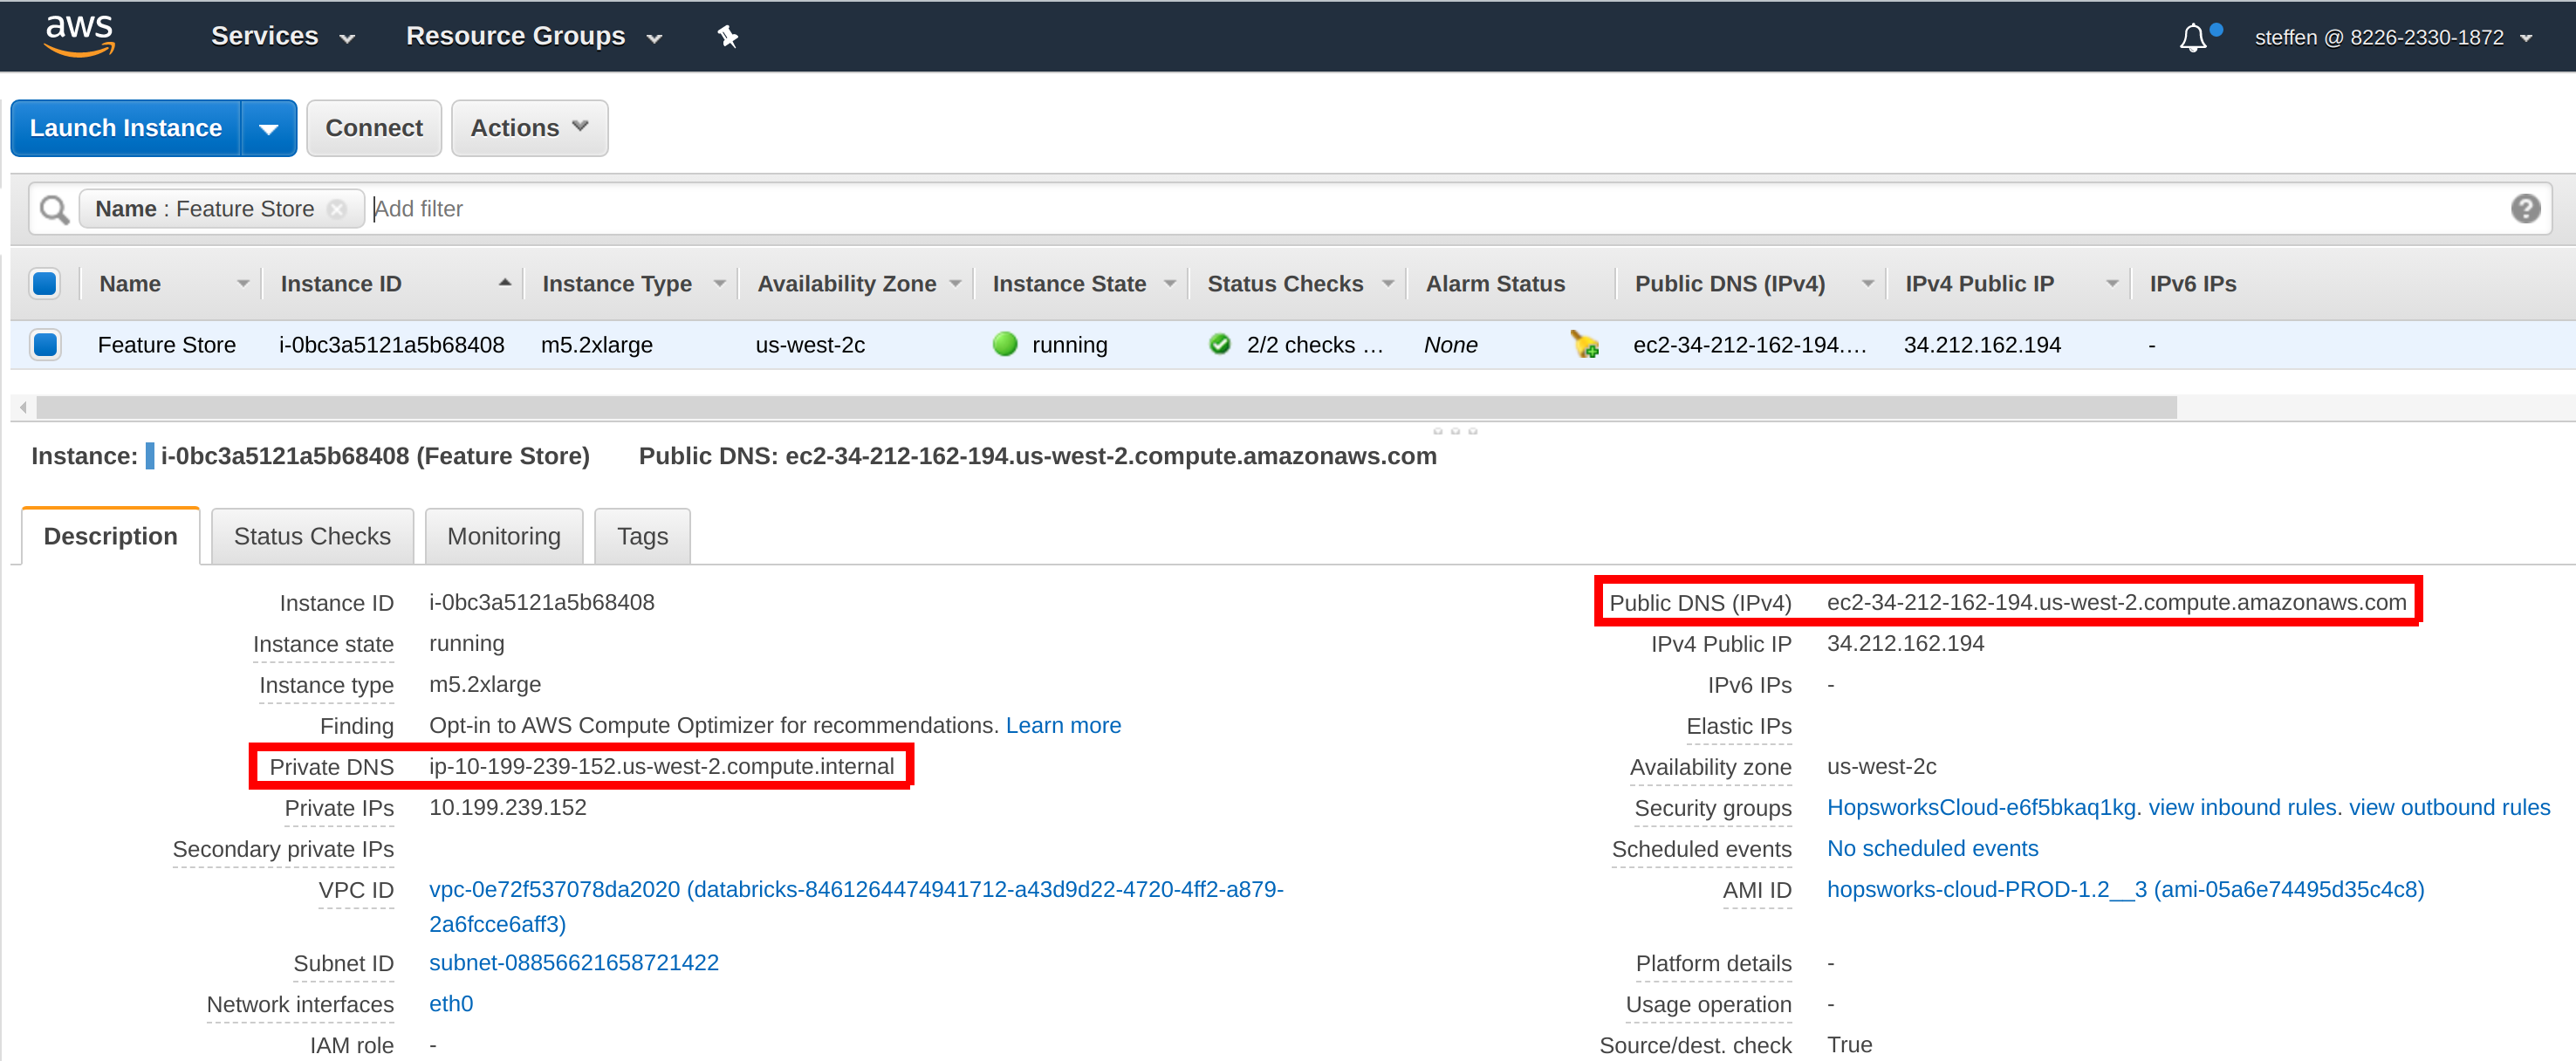 aws Services Resource Groups steffen @ 8226-2330-1872
Launch Instance Connect Actions
Name : Feature Store Add filter
Name Instance ID Instance Type Availability Zone Instance State Status Checks Alarm Status Public DNS (IPv4) IPv4 Public IP IPv6 IPs
Feature Store i-0bc3a5121a5b68408 m5.2xlarge us-west-2c running 2/2 checks … None ec2-34-212-162-194.… 34.212.162.194 -
Instance: i-0bc3a5121a5b68408 (Feature Store) Public DNS: ec2-34-212-162-194.us-west-2.compute.amazonaws.com
Description Status Checks Monitoring Tags
Instance ID i-0bc3a5121a5b68408 Public DNS (IPv4) ec2-34-212-162-194.us-west-2.compute.amazonaws.com
Instance state running IPv4 Public IP 34.212.162.194
Instance type m5.2xlarge IPv6 IPs -
Finding Opt-in to AWS Compute Optimizer for recommendations. Learn more Elastic IPs
Private DNS ip-10-199-239-152.us-west-2.compute.internal Availability zone us-west-2c
Private IPs 10.199.239.152 Security groups HopsworksCloud-e6f5bkaq1kg. view inbound rules. view outbound rules
Secondary private IPs Scheduled events No scheduled events
VPC ID vpc-0e72f537078da2020 (databricks-8461264474941712-a43d9d22-4720-4ff2-a879- AMI ID hopsworks-cloud-PROD-1.2__3 (ami-05a6e74495d35c4c8)
2a6fcce6aff3)
Subnet ID subnet-08856621658721422 Platform details -
Network interfaces eth0 Usage operation -
IAM role - Source/dest. check True